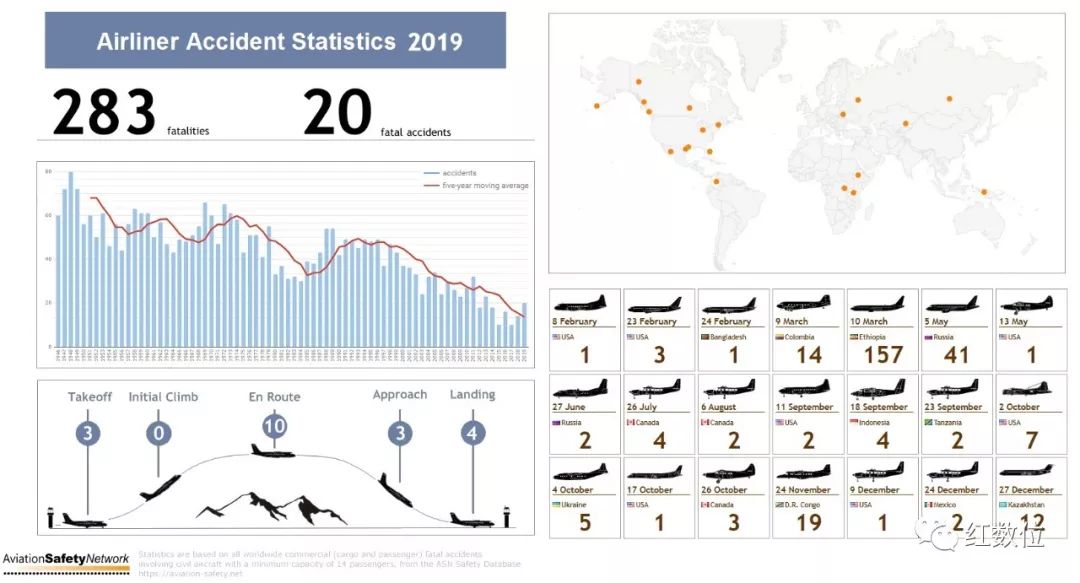 Airliner Accident Statistics 2019
283 fatalities
20 fatal accidents
accidents
five-year moving average
80
60
40
20
0
Takeoff
Initial Climb
En Route
Approach
Landing
3
0
10
3
4
8 February
USA
1
23 February
USA
3
24 February
Bangladesh
1
9 March
Colombia
14
10 March
Ethiopia
157
5 May
Russia
41
13 May
USA
1
27 June
Russia
2
26 July
Canada
4
6 August
Canada
2
11 September
USA
2
18 September
Indonesia
4
23 September
Tanzania
2
2 October
USA
7
4 October
Ukraine
5
17 October
USA
1
26 October
Canada
3
24 November
D.R. Congo
19
9 December
USA
1
24 December
Mexico
2
27 December
Kazakhstan
12
红数位
AviationSafetyNetwork
Statistics are based on all worldwide commercial (cargo and passenger) fatal accidents
involving civil aircraft with a minimum capacity of 14 passengers, from the ASN Safety Database
https://aviation-safety.net